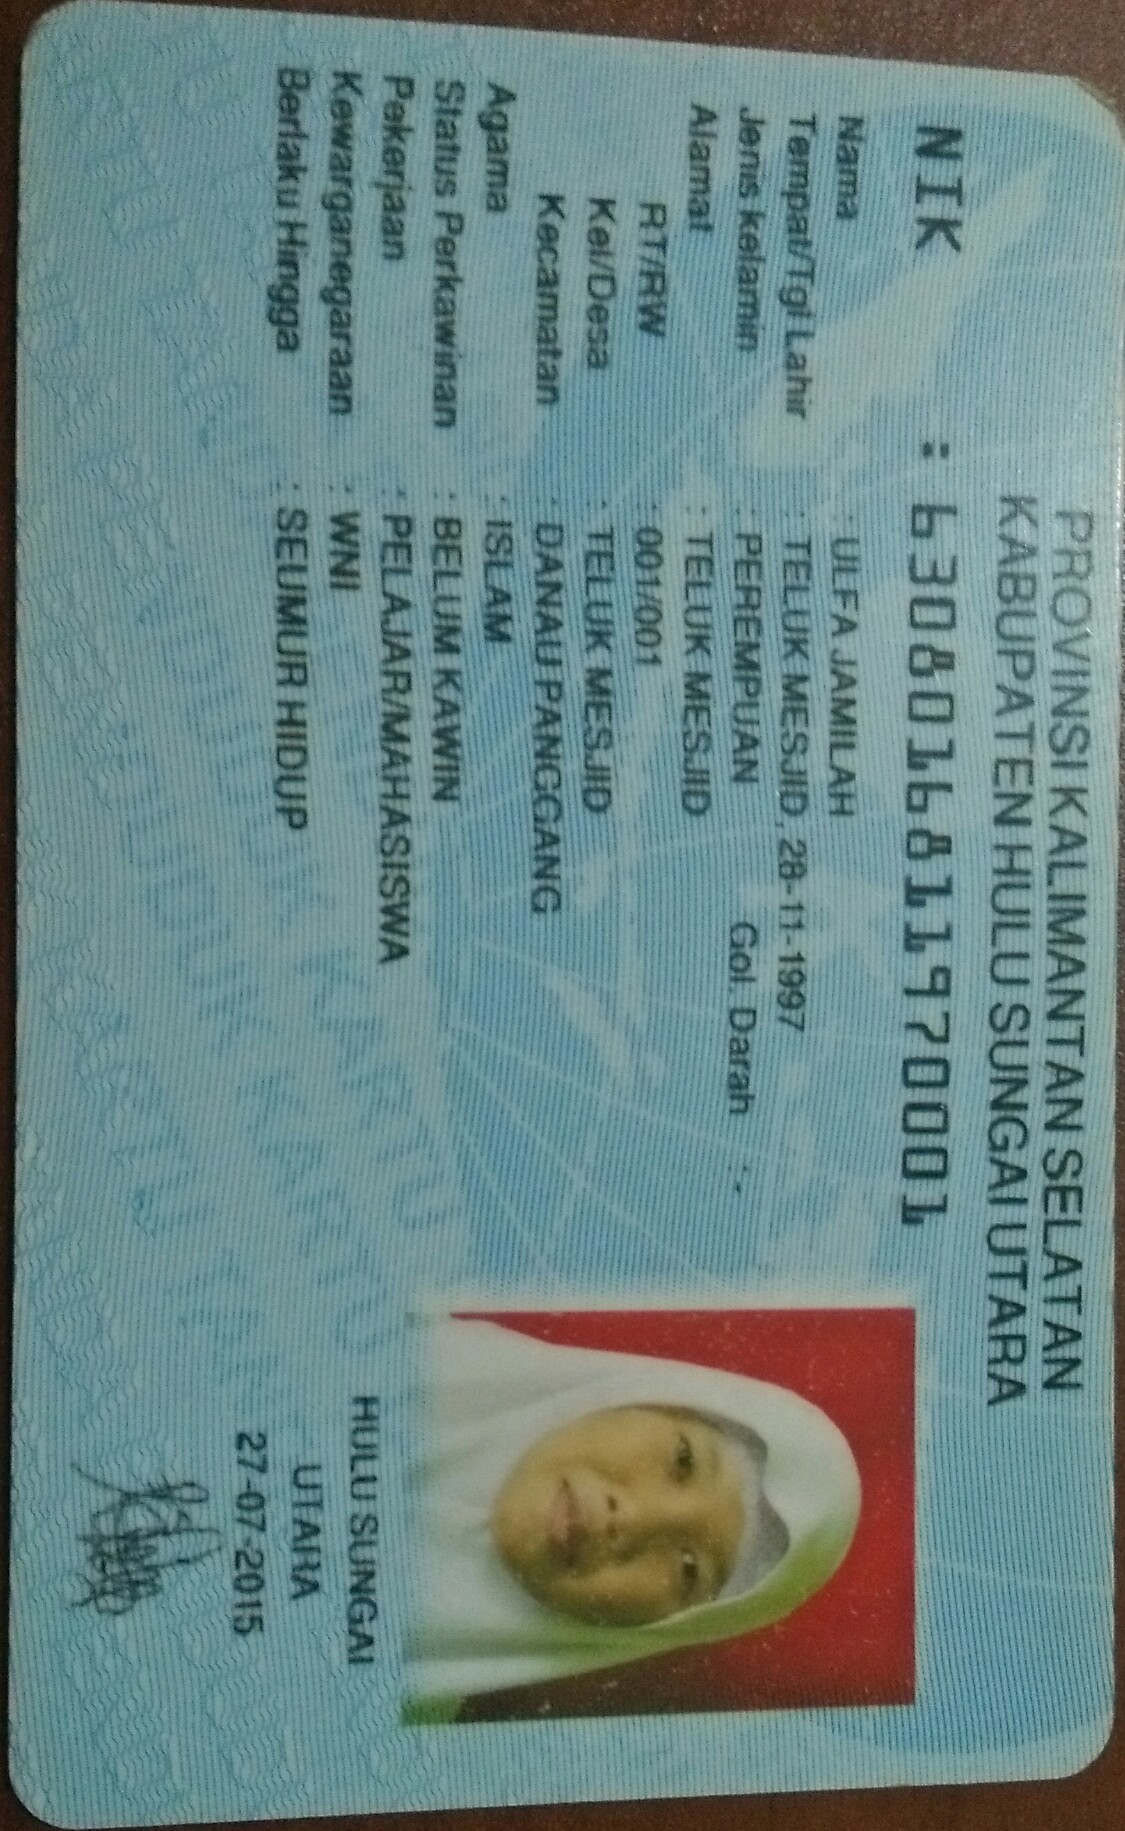 PROVINSI KALIMANTAN SELATAN
KABUPATEN HULU SUNGAI UTARA
NIK : 6308016811970001
Nama : ULFA JAMILAH
Tempat/Tgl Lahir : TELUK MESJID, 28-11-1997
Jenis kelamin : PEREMPUAN Gol. Darah : -
Alamat : TELUK MESJID
RT/RW : 001/001
Kel/Desa : TELUK MESJID
Kecamatan : DANAU PANGGANG
Agama : ISLAM
Status Perkawinan : BELUM KAWIN
Pekerjaan : PELAJAR/MAHASISWA
Kewarganegaraan : WNI
Berlaku Hingga : SEUMUR HIDUP
HULU SUNGAI
UTARA
27-07-2015